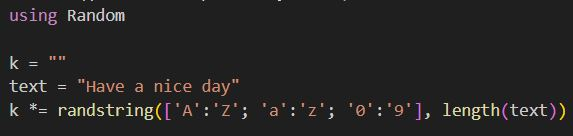 using Random
k = ""
text = "Have a nice day"
k *= randstring(['A':'Z'; 'a':'z'; '0':'9'], length(text))